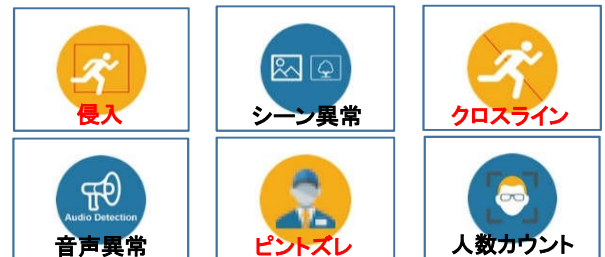 侵入
シーン異常
クロスライン
Audio Detection
音声異常
ピントズレ
人数カウント